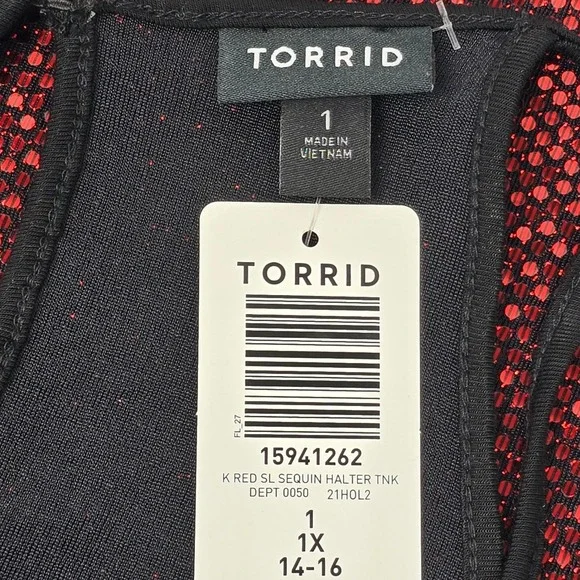 TORRID
1
MADE IN
VIETNAM
TORRID
FL_27
15941262
K RED SL SEQUIN HALTER TNK
DEPT 0050 21HOL2
1
1X
14-16